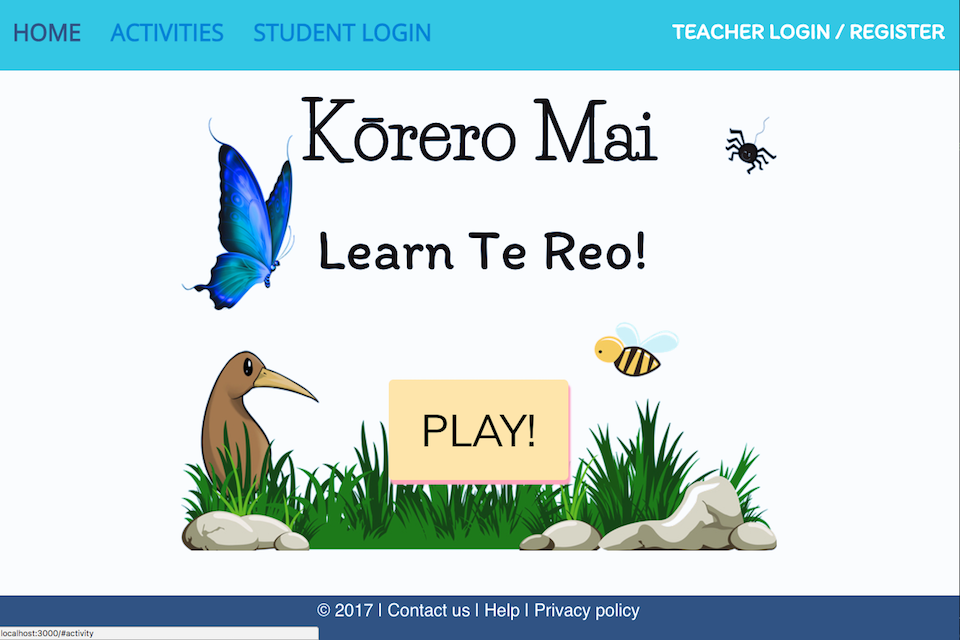 HOME ACTIVITIES STUDENT LOGIN TEACHER LOGIN / REGISTER
Kōrero Mai
Learn Te Reo!
PLAY!
© 2017 | Contact us | Help | Privacy policy
localhost:3000/#activity